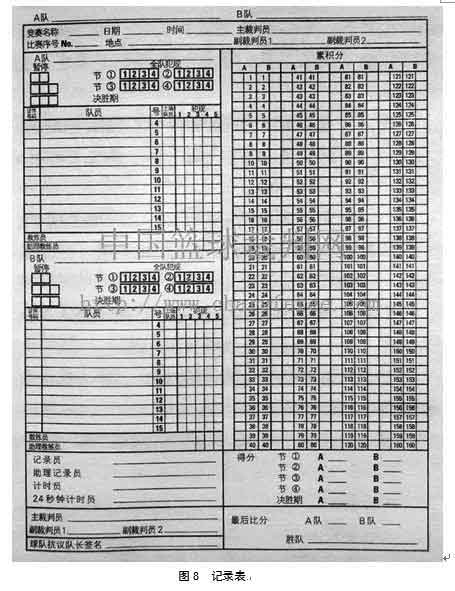 A队 B队
竞赛名称 日期 时间 主裁判员
比赛序号No. 地点 副裁判员1 副裁判员2
A队
暂停 全队犯规
节 ① 1 2 3 4 ② 1 2 3 4
节 ③ 1 2 3 4 ④ 1 2 3 4
决胜期
队员 号 犯规
1 2 3 4 5
4
5
6
7
8
9
10
11
12
13
14
15
教练员
助理教练员
B队
暂停 全队犯规
节 ① 1 2 3 4 ② 1 2 3 4
节 ③ 1 2 3 4 ④ 1 2 3 4
决胜期
队员 号 犯规
1 2 3 4 5
4
5
6
7
8
9
10
11
12
13
14
15
教练员
助理教练员
记录员
助理记录员
计时员
24秒钟计时员
主裁判员
副裁判员1 副裁判员2
球队抗议队长签名
累积分
A B A B A B A B
1 1 41 41 81 81 121 121
2 2 42 42 82 82 122 122
3 3 43 43 83 83 123 123
4 4 44 44 84 84 124 124
5 5 45 45 85 85 125 125
6 6 46 46 86 86 126 126
7 7 47 47 87 87 127 127
8 8 48 48 88 88 128 128
9 9 49 49 89 89 129 129
10 10 50 50 90 90 130 130
11 11 51 51 91 91 131 131
12 12 52 52 92 92 132 132
13 13 53 53 93 93 133 133
14 14 54 54 94 94 134 134
15 15 55 55 95 95 135 135
16 16 56 56 96 96 136 136
17 17 57 57 97 97 137 137
18 18 58 58 98 98 138 138
19 19 59 59 99 99 139 139
20 20 60 60 100 100 140 140
21 21 61 61 101 101 141 141
22 22 62 62 102 102 142 142
23 23 63 63 103 103 143 143
24 24 64 64 104 104 144 144
25 25 65 65 105 105 145 145
26 26 66 66 106 106 146 146
27 27 67 67 107 107 147 147
28 28 68 68 108 108 148 148
29 29 69 69 109 109 149 149
30 30 70 70 110 110 150 150
31 31 71 71 111 111 151 151
32 32 72 72 112 112 152 152
33 33 73 73 113 113 153 153
34 34 74 74 114 114 154 154
35 35 75 75 115 115 155 155
36 36 76 76 116 116 156 156
37 37 77 77 117 117 157 157
38 38 78 78 118 118 158 158
39 39 79 79 119 119 159 159
40 40 80 80 120 120 160 160
得分 节 ① A B
节 ② A B
节 ③ A B
节 ④ A B
决胜期 A B
最后比分 A队 B队
胜队
图8 记录表